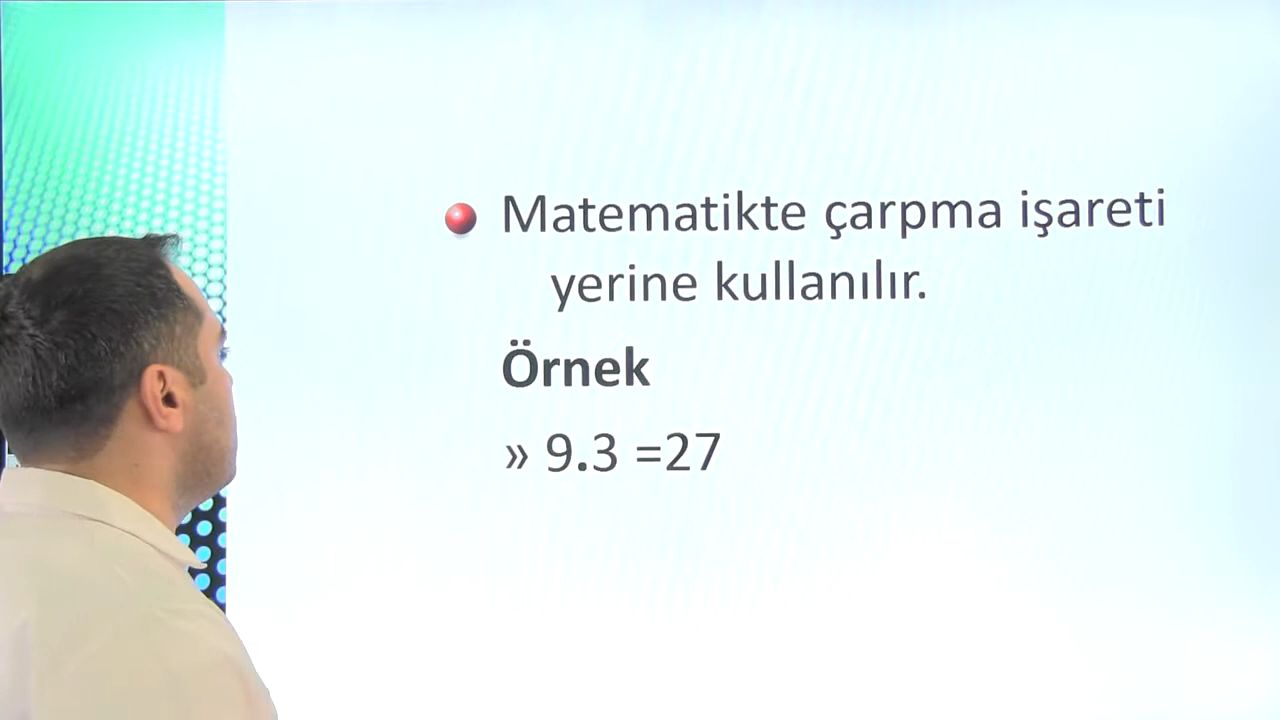 Matematikte çarpma işareti
yerine kullanılır.
Örnek
» 9.3 =27